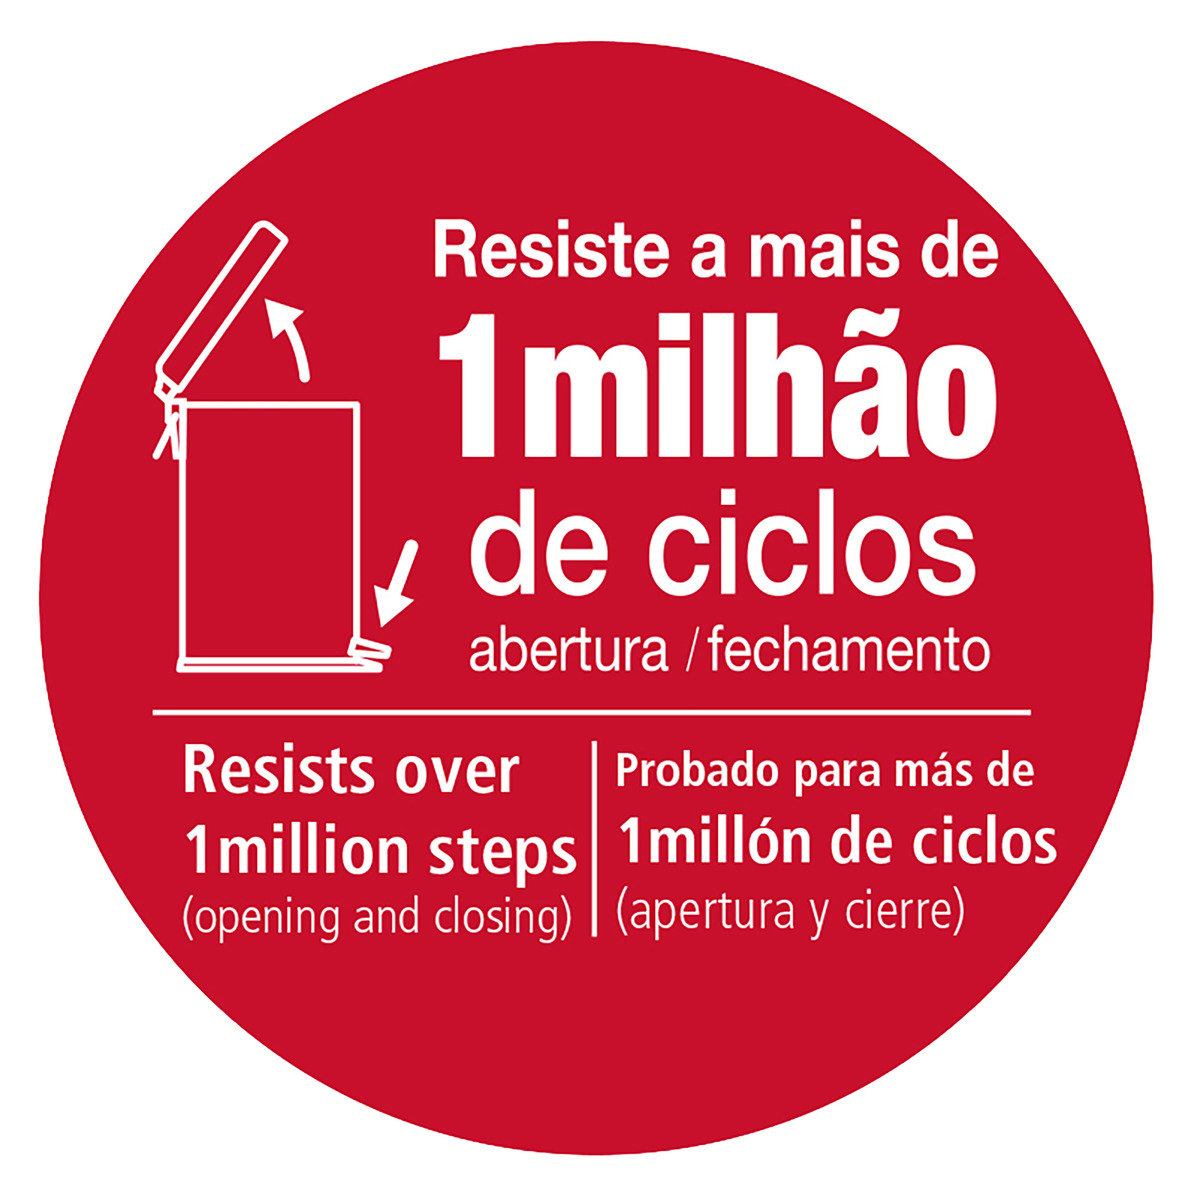 Resiste a mais de
1milhão
de ciclos
abertura / fechamento
Resists over
1million steps
(opening and closing)
Probado para más de
1millón de ciclos
(apertura y cierre)